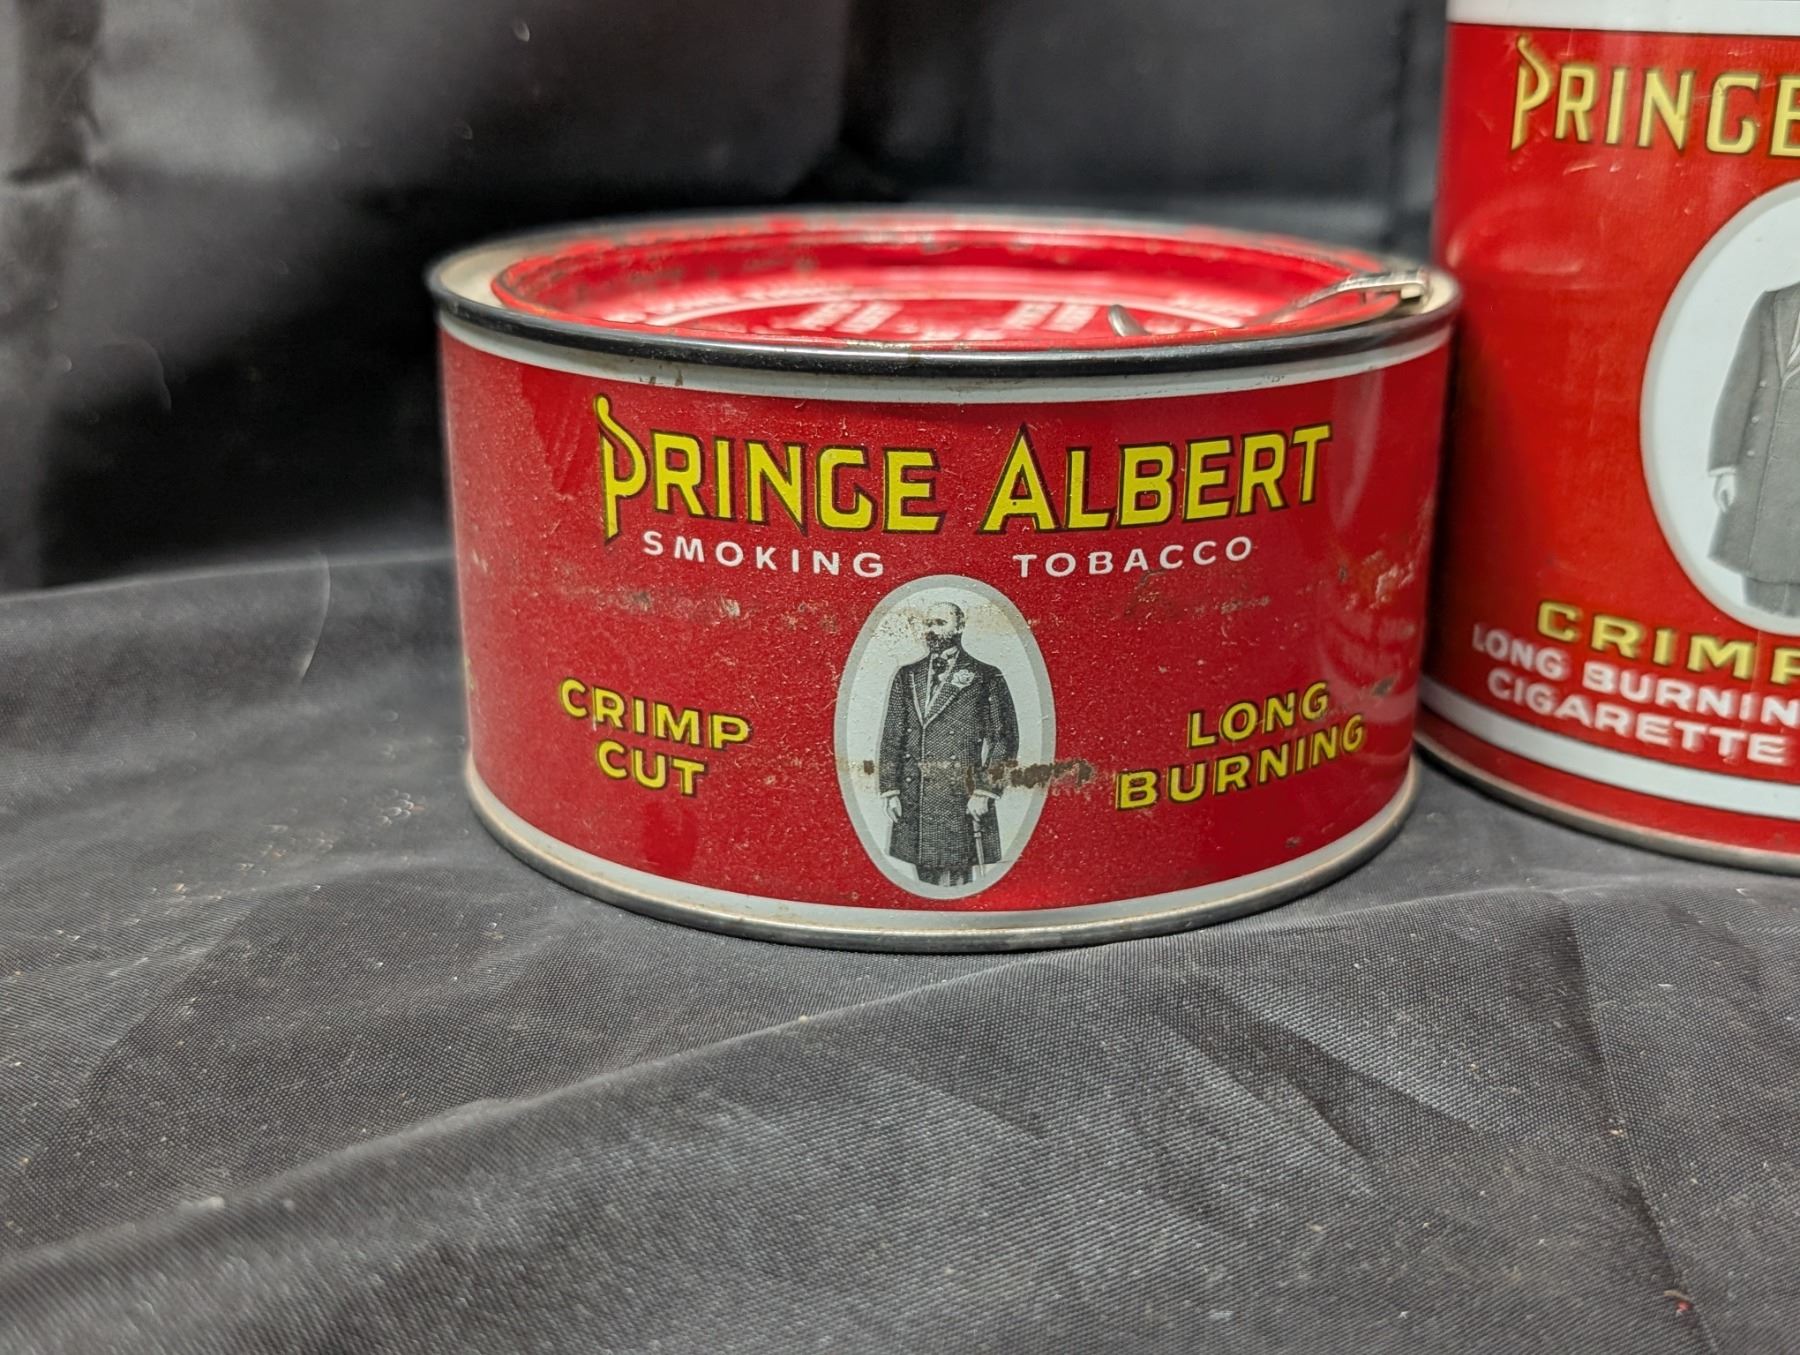 PRINCE ALBERT
SMOKING TOBACCO
CRIMP
CUT
LONG
BURNING
PRINCE
CRIMP
LONG BURNIN
CIGARETTE